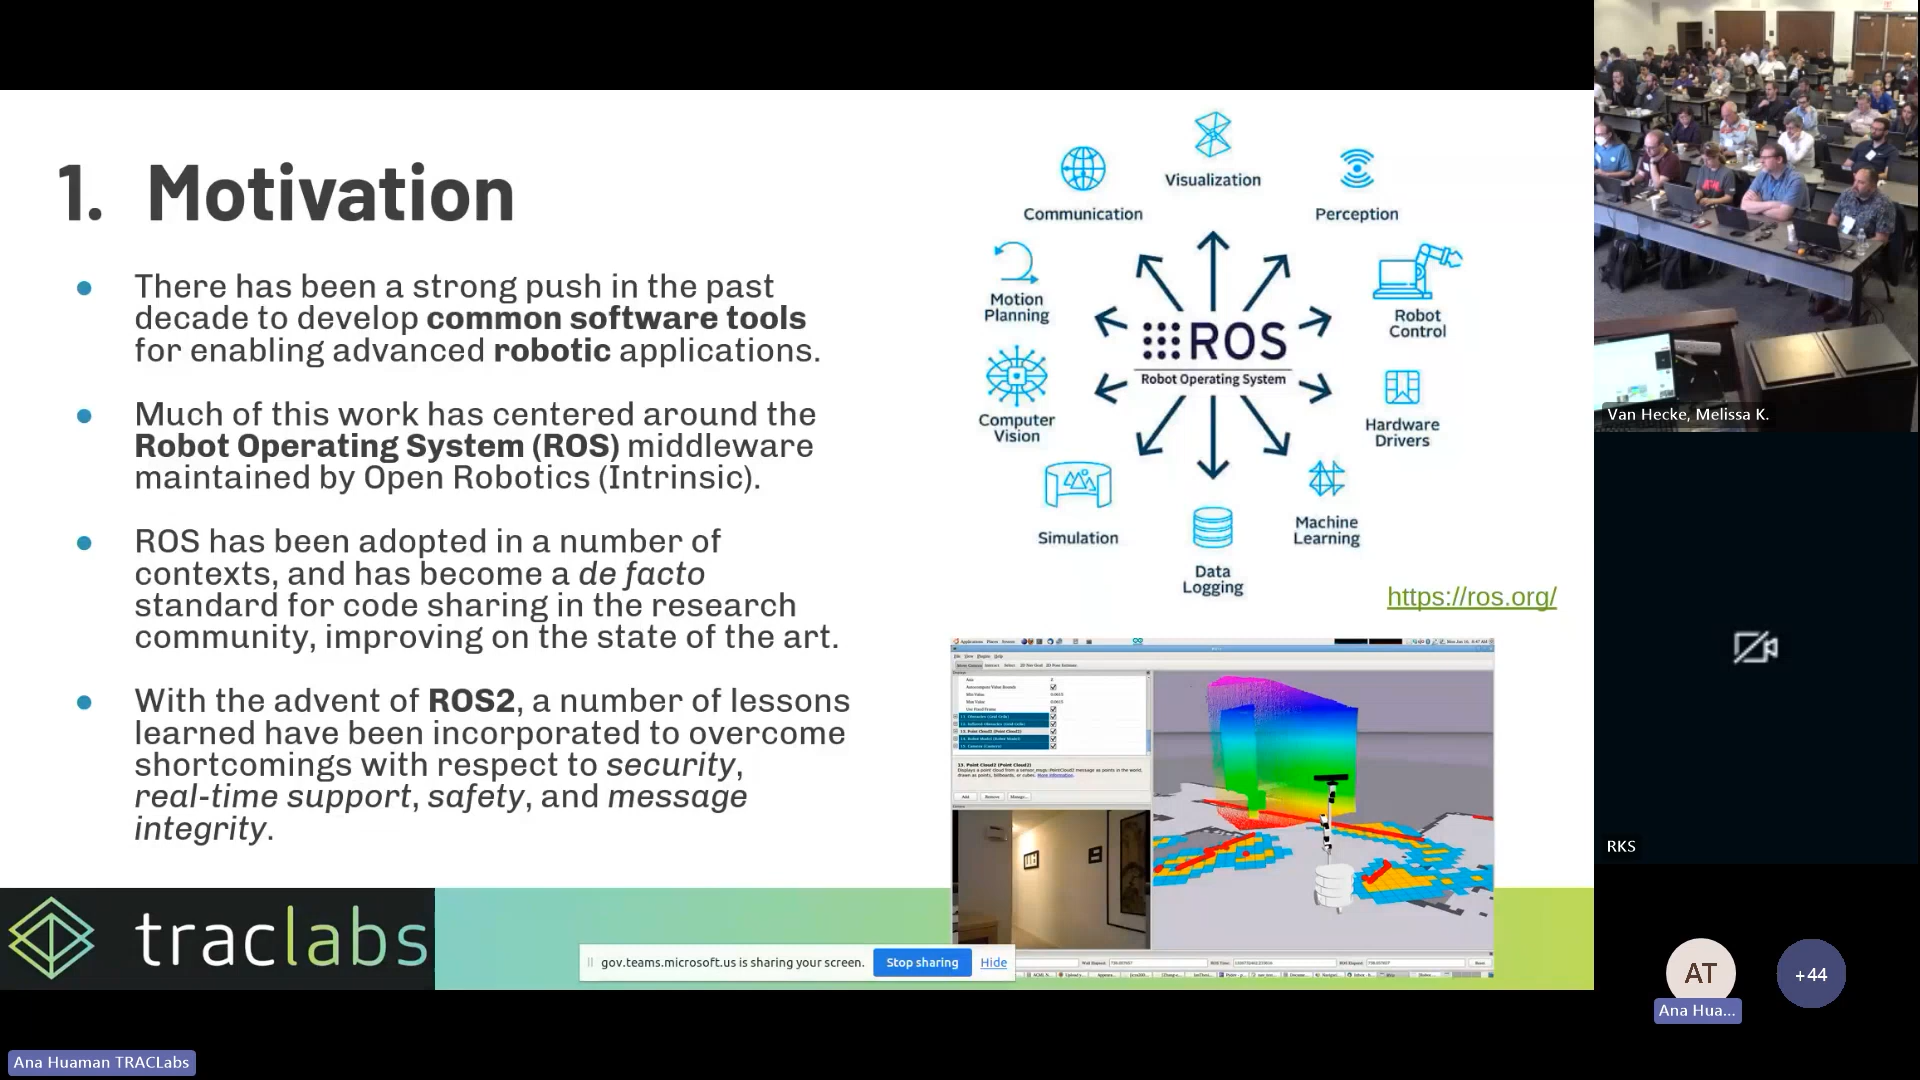 1. Motivation
There has been a strong push in the past
decade to develop common software tools
for enabling advanced robotic applications.
Much of this work has centered around the
Robot Operating System (ROS) middleware
maintained by Open Robotics (Intrinsic).
ROS has been adopted in a number of
contexts, and has become a de facto
standard for code sharing in the research
community, improving on the state of the art.
With the advent of ROS2, a number of lessons
learned have been incorporated to overcome
shortcomings with respect to security,
real-time support, safety, and message
integrity.
Visualization
Communication
Perception
Motion
Planning
Robot
Control
ROS
Robot Operating System
Computer
Vision
Hardware
Drivers
Simulation
Machine
Learning
Data
Logging
https://ros.org/
traclabs
gov.teams.microsoft.us is sharing your screen.
Stop sharing
Hide
Van Hecke, Melissa K.
RKS
AT
+44
Ana Hua...
Ana Huaman TRACLabs